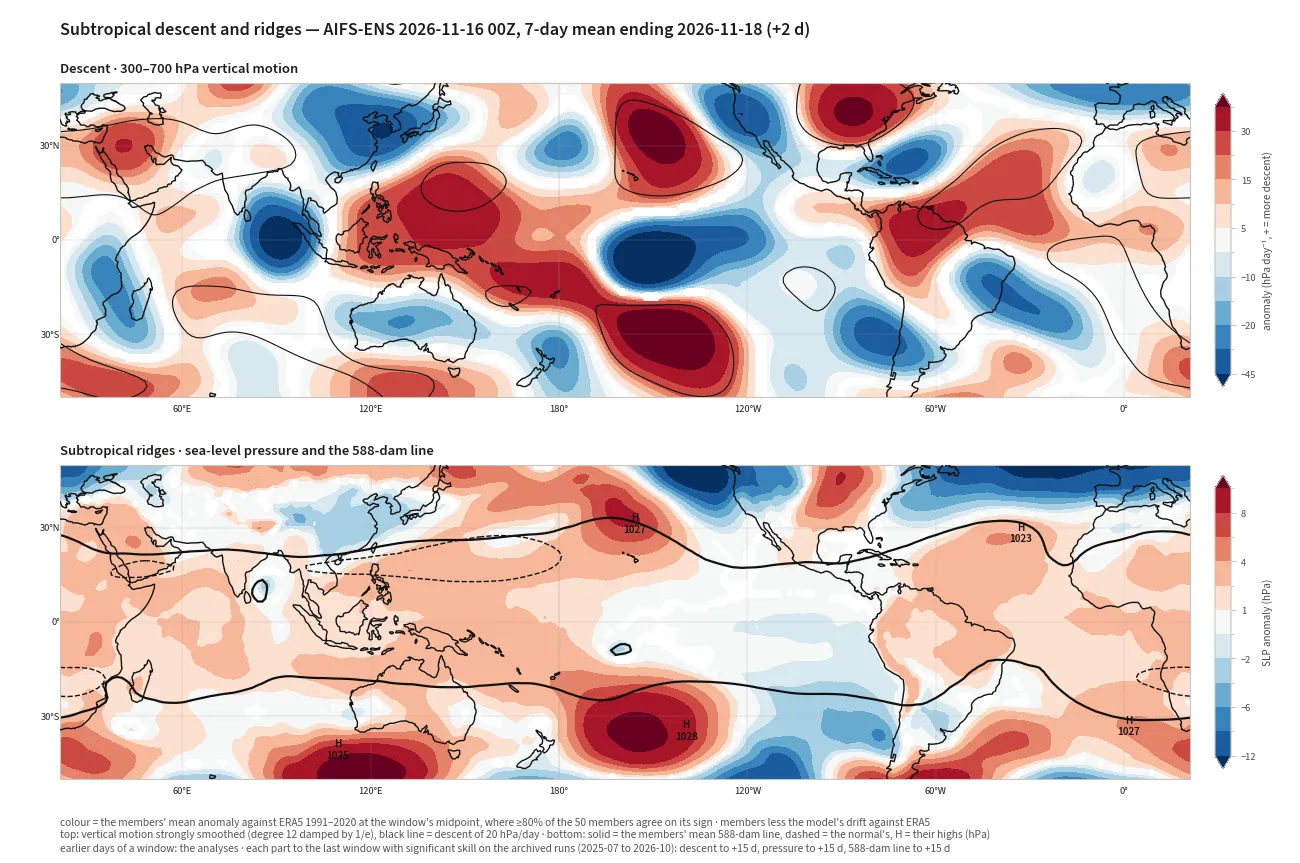 Subtropical descent and ridges — AIFS-ENS 2026-11-16 00Z, 7-day mean ending 2026-11-18 (+2 d)
Descent · 300–700 hPa vertical motion
30°N
0°
30°S
60°E
120°E
180°
120°W
60°W
0°
30
15
5
−10
−20
−45
anomaly (hPa day⁻¹, + = more descent)
Subtropical ridges · sea-level pressure and the 588-dam line
30°N
0°
30°S
H
1027
H
1023
H
1025
H
1028
H
1027
60°E
120°E
180°
120°W
60°W
0°
8
4
1
−2
−6
−12
SLP anomaly (hPa)
colour = the members' mean anomaly against ERA5 1991–2020 at the window's midpoint, where ≥80% of the 50 members agree on its sign · members less the model's drift against ERA5
top: vertical motion strongly smoothed (degree 12 damped by 1/e), black line = descent of 20 hPa/day · bottom: solid = the members' mean 588-dam line, dashed = the normal's, H = their highs (hPa)
earlier days of a window: the analyses · each part to the last window with significant skill on the archived runs (2025-07 to 2026-10): descent to +15 d, pressure to +15 d, 588-dam line to +15 d